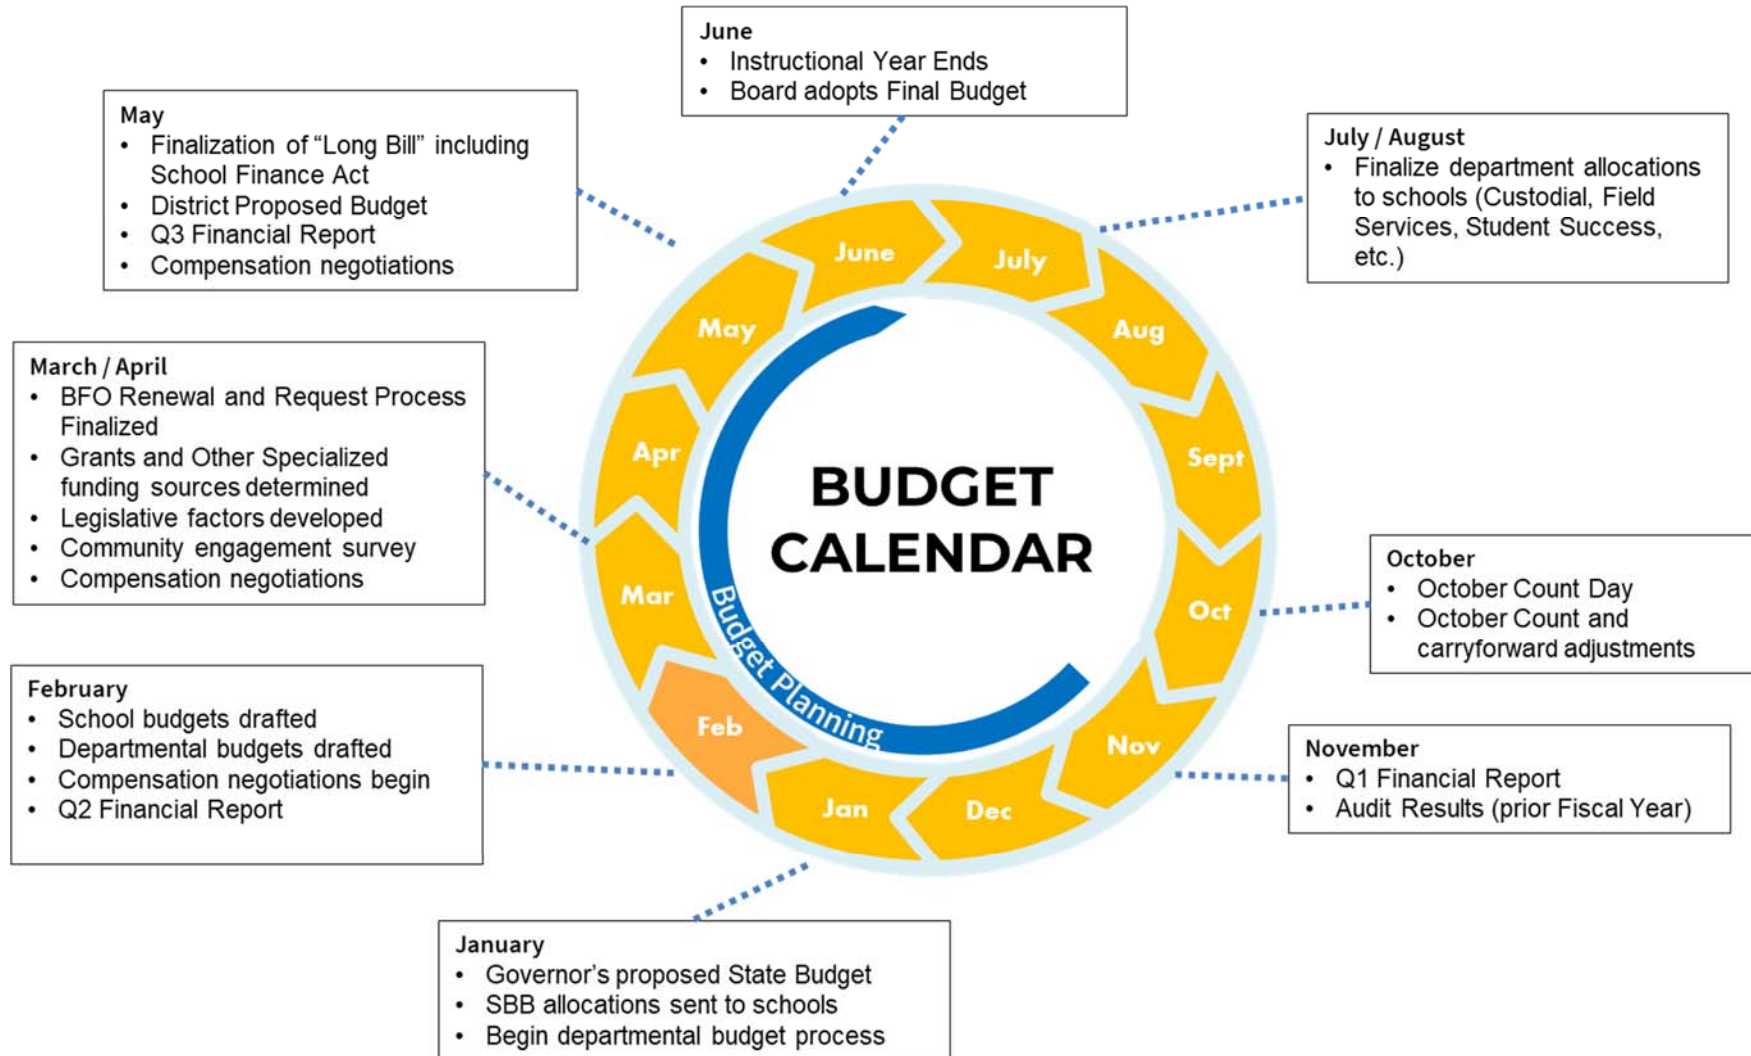 June
• Instructional Year Ends
• Board adopts Final Budget
May
• Finalization of “Long Bill” including
School Finance Act
• District Proposed Budget
• Q3 Financial Report
• Compensation negotiations
July / August
• Finalize department allocations
to schools (Custodial, Field
Services, Student Success,
etc.)
March / April
• BFO Renewal and Request Process
Finalized
• Grants and Other Specialized
funding sources determined
• Legislative factors developed
• Community engagement survey
• Compensation negotiations
June
July
May
Aug
Apr
Sept
Mar
Oct
Feb
Nov
Jan
Dec
BUDGET
CALENDAR
Budget Planning
October
• October Count Day
• October Count and
carryforward adjustments
February
• School budgets drafted
• Departmental budgets drafted
• Compensation negotiations begin
• Q2 Financial Report
November
• Q1 Financial Report
• Audit Results (prior Fiscal Year)
January
• Governor’s proposed State Budget
• SBB allocations sent to schools
• Begin departmental budget process